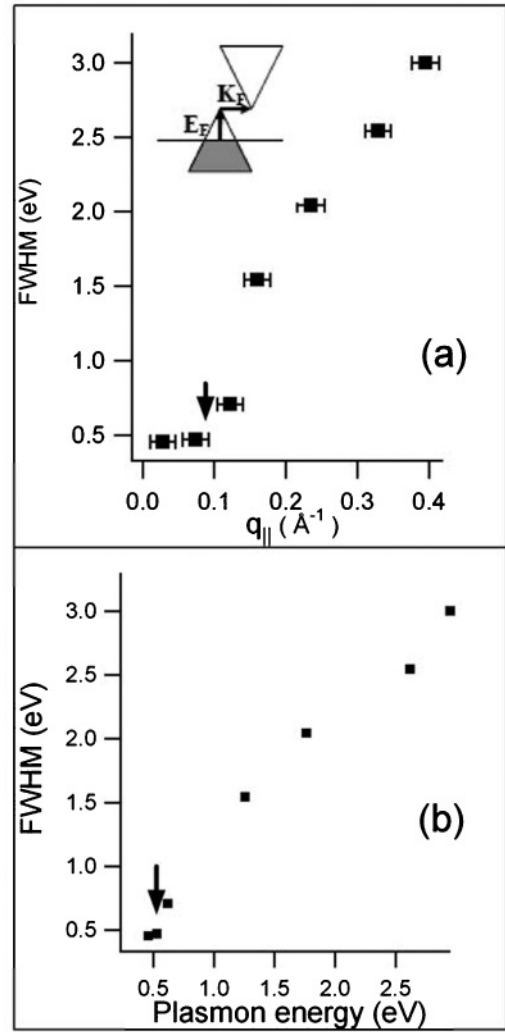 3.0
K_F
2.5
E_F
2.0
FWHM (eV)
1.5
1.0
(a)
0.5
0.0 0.1 0.2 0.3 0.4
q_|| ( Å⁻¹ )
3.0
2.5
FWHM (eV)
2.0
1.5
(b)
1.0
0.5
0.5 1.0 1.5 2.0 2.5
Plasmon energy (eV)